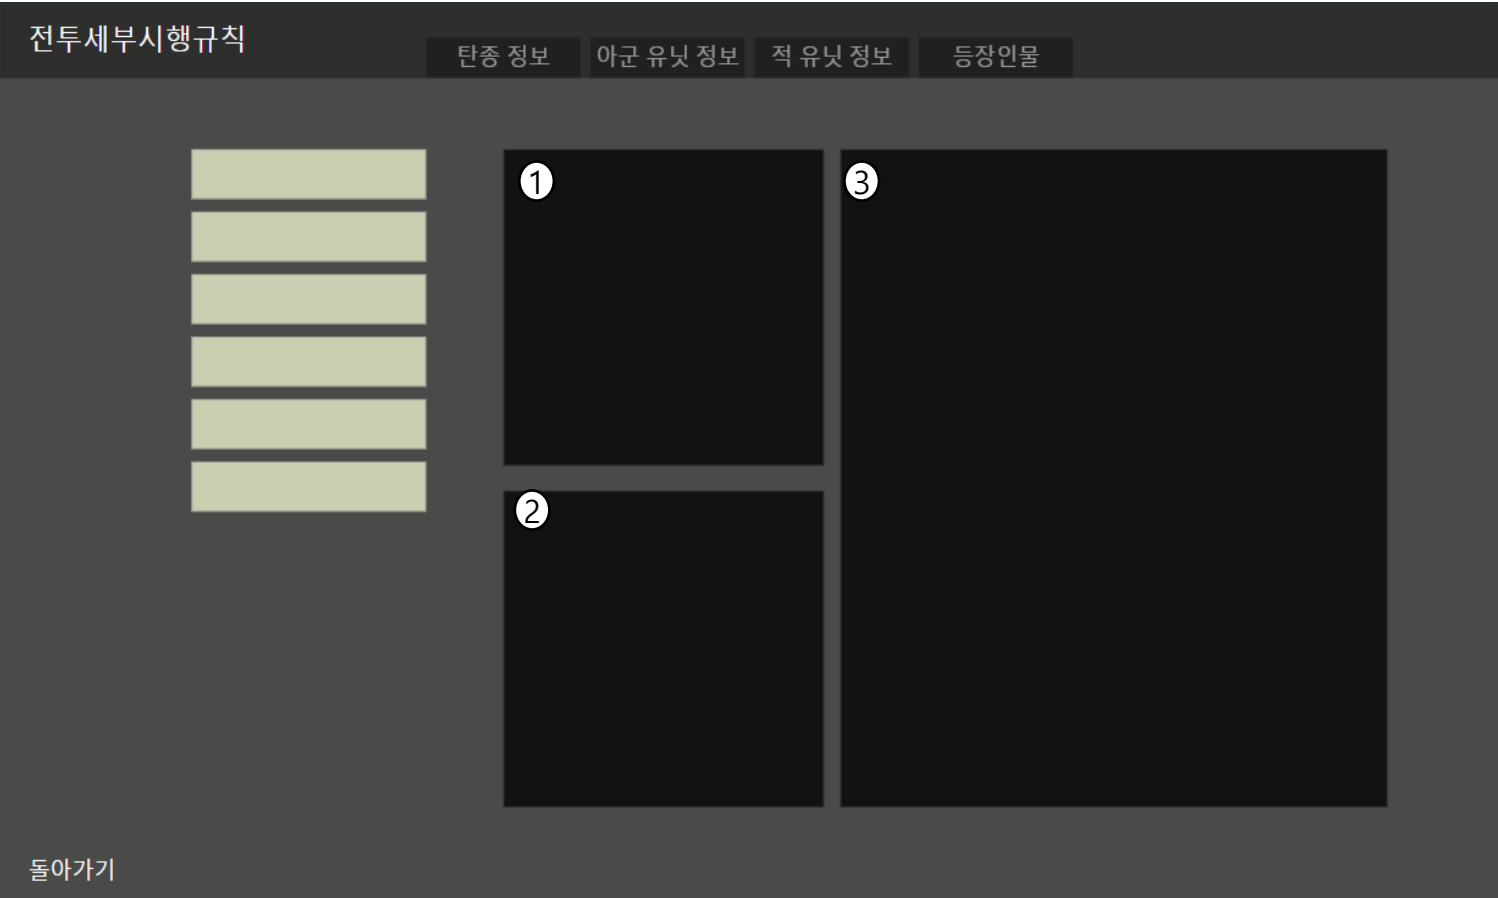 전투세부시행규칙
탄종 정보
아군 유닛 정보
적 유닛 정보
등장인물
1
3
2
돌아가기